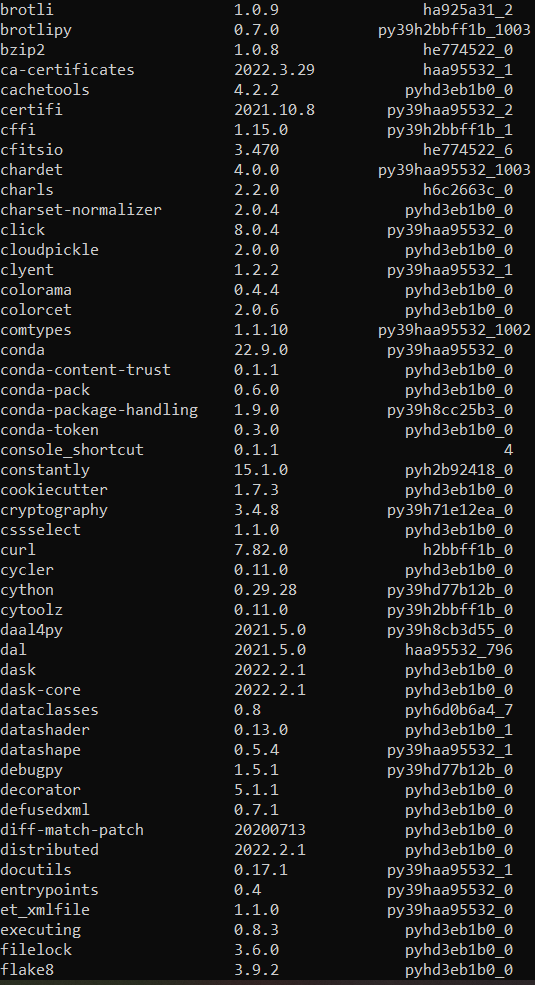 brotli 1.0.9 ha925a31_2
brotlipy 0.7.0 py39h2bbff1b_1003
bzip2 1.0.8 he774522_0
ca-certificates 2022.3.29 haa95532_1
cachetools 4.2.2 pyhd3eb1b0_0
certifi 2021.10.8 py39haa95532_2
cffi 1.15.0 py39h2bbff1b_1
cfitsio 3.470 he774522_6
chardet 4.0.0 py39haa95532_1003
charls 2.2.0 h6c2663c_0
charset-normalizer 2.0.4 pyhd3eb1b0_0
click 8.0.4 py39haa95532_0
cloudpickle 2.0.0 pyhd3eb1b0_0
clyent 1.2.2 py39haa95532_1
colorama 0.4.4 pyhd3eb1b0_0
colorcet 2.0.6 pyhd3eb1b0_0
comtypes 1.1.10 py39haa95532_1002
conda 22.9.0 py39haa95532_0
conda-content-trust 0.1.1 pyhd3eb1b0_0
conda-pack 0.6.0 pyhd3eb1b0_0
conda-package-handling 1.9.0 py39h8cc25b3_0
conda-token 0.3.0 pyhd3eb1b0_0
console_shortcut 0.1.1 4
constantly 15.1.0 pyh2b92418_0
cookiecutter 1.7.3 pyhd3eb1b0_0
cryptography 3.4.8 py39h71e12ea_0
cssselect 1.1.0 pyhd3eb1b0_0
curl 7.82.0 h2bbff1b_0
cycler 0.11.0 pyhd3eb1b0_0
cython 0.29.28 py39hd77b12b_0
cytoolz 0.11.0 py39h2bbff1b_0
daal4py 2021.5.0 py39h8cb3d55_0
dal 2021.5.0 haa95532_796
dask 2022.2.1 pyhd3eb1b0_0
dask-core 2022.2.1 pyhd3eb1b0_0
dataclasses 0.8 pyh6d0b6a4_7
datashader 0.13.0 pyhd3eb1b0_1
datashape 0.5.4 py39haa95532_1
debugpy 1.5.1 py39hd77b12b_0
decorator 5.1.1 pyhd3eb1b0_0
defusedxml 0.7.1 pyhd3eb1b0_0
diff-match-patch 20200713 pyhd3eb1b0_0
distributed 2022.2.1 pyhd3eb1b0_0
docutils 0.17.1 py39haa95532_1
entrypoints 0.4 py39haa95532_0
et_xmlfile 1.1.0 py39haa95532_0
executing 0.8.3 pyhd3eb1b0_0
filelock 3.6.0 pyhd3eb1b0_0
flake8 3.9.2 pyhd3eb1b0_0